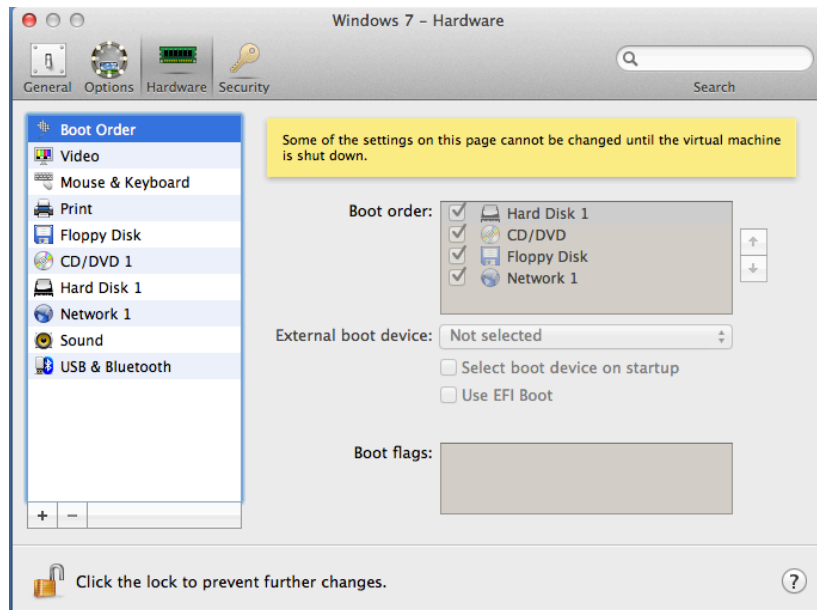 Windows 7 – Hardware
General Options Hardware Security
Search
Boot Order
Video
Mouse & Keyboard
Print
Floppy Disk
CD/DVD 1
Hard Disk 1
Network 1
Sound
USB & Bluetooth
+ −
Some of the settings on this page cannot be changed until the virtual machine
is shut down.
Boot order:
Hard Disk 1
CD/DVD
Floppy Disk
Network 1
External boot device: Not selected
Select boot device on startup
Use EFI Boot
Boot flags:
Click the lock to prevent further changes.
?